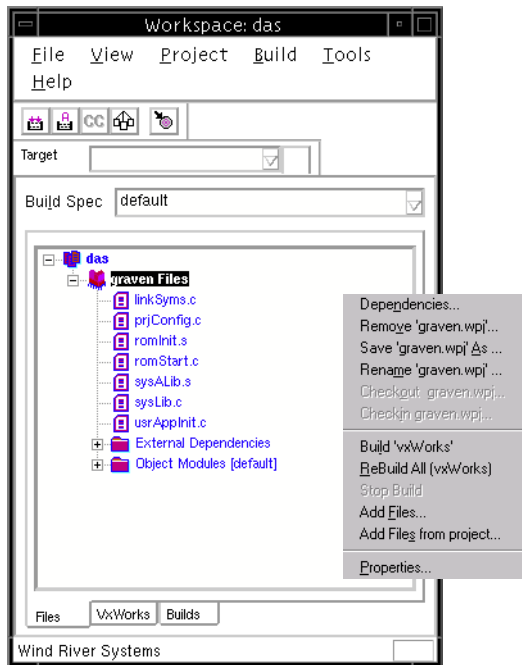 Workspace: das
File View Project Build Tools
Help
CC
Target
Build Spec default
das
graven Files
linkSyms.c
prjConfig.c
romInit.s
romStart.c
sysALib.s
sysLib.c
usrAppInit.c
External Dependencies
Object Modules [default]
Dependencies...
Remove 'graven.wpj'...
Save 'graven.wpj' As ...
Rename 'graven.wpj' ...
Checkout graven.wpj...
Checkin graven.wpj...
Build 'vxWorks'
ReBuild All (vxWorks)
Stop Build
Add Files...
Add Files from project...
Properties...
Files VxWorks Builds
Wind River Systems